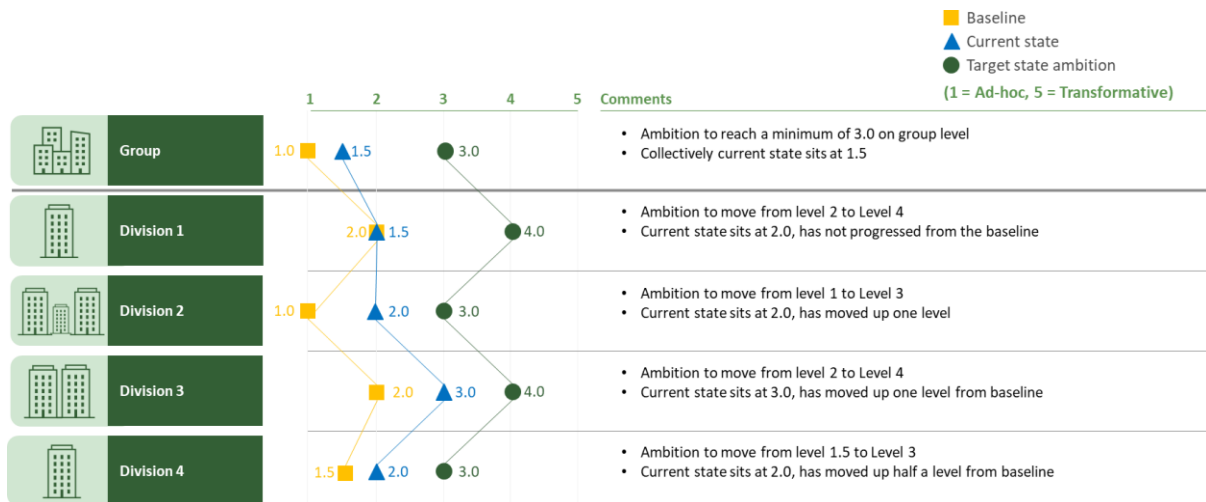 Baseline
Current state
Target state ambition
(1 = Ad-hoc, 5 = Transformative)
1 2 3 4 5 Comments
Group 1.0 1.5 3.0
• Ambition to reach a minimum of 3.0 on group level
• Collectively current state sits at 1.5
Division 1 2.0 1.5 4.0
• Ambition to move from level 2 to Level 4
• Current state sits at 2.0, has not progressed from the baseline
Division 2 1.0 2.0 3.0
• Ambition to move from level 1 to Level 3
• Current state sits at 2.0, has moved up one level
Division 3 2.0 3.0 4.0
• Ambition to move from level 2 to Level 4
• Current state sits at 3.0, has moved up one level from baseline
Division 4 1.5 2.0 3.0
• Ambition to move from level 1.5 to Level 3
• Current state sits at 2.0, has moved up half a level from baseline